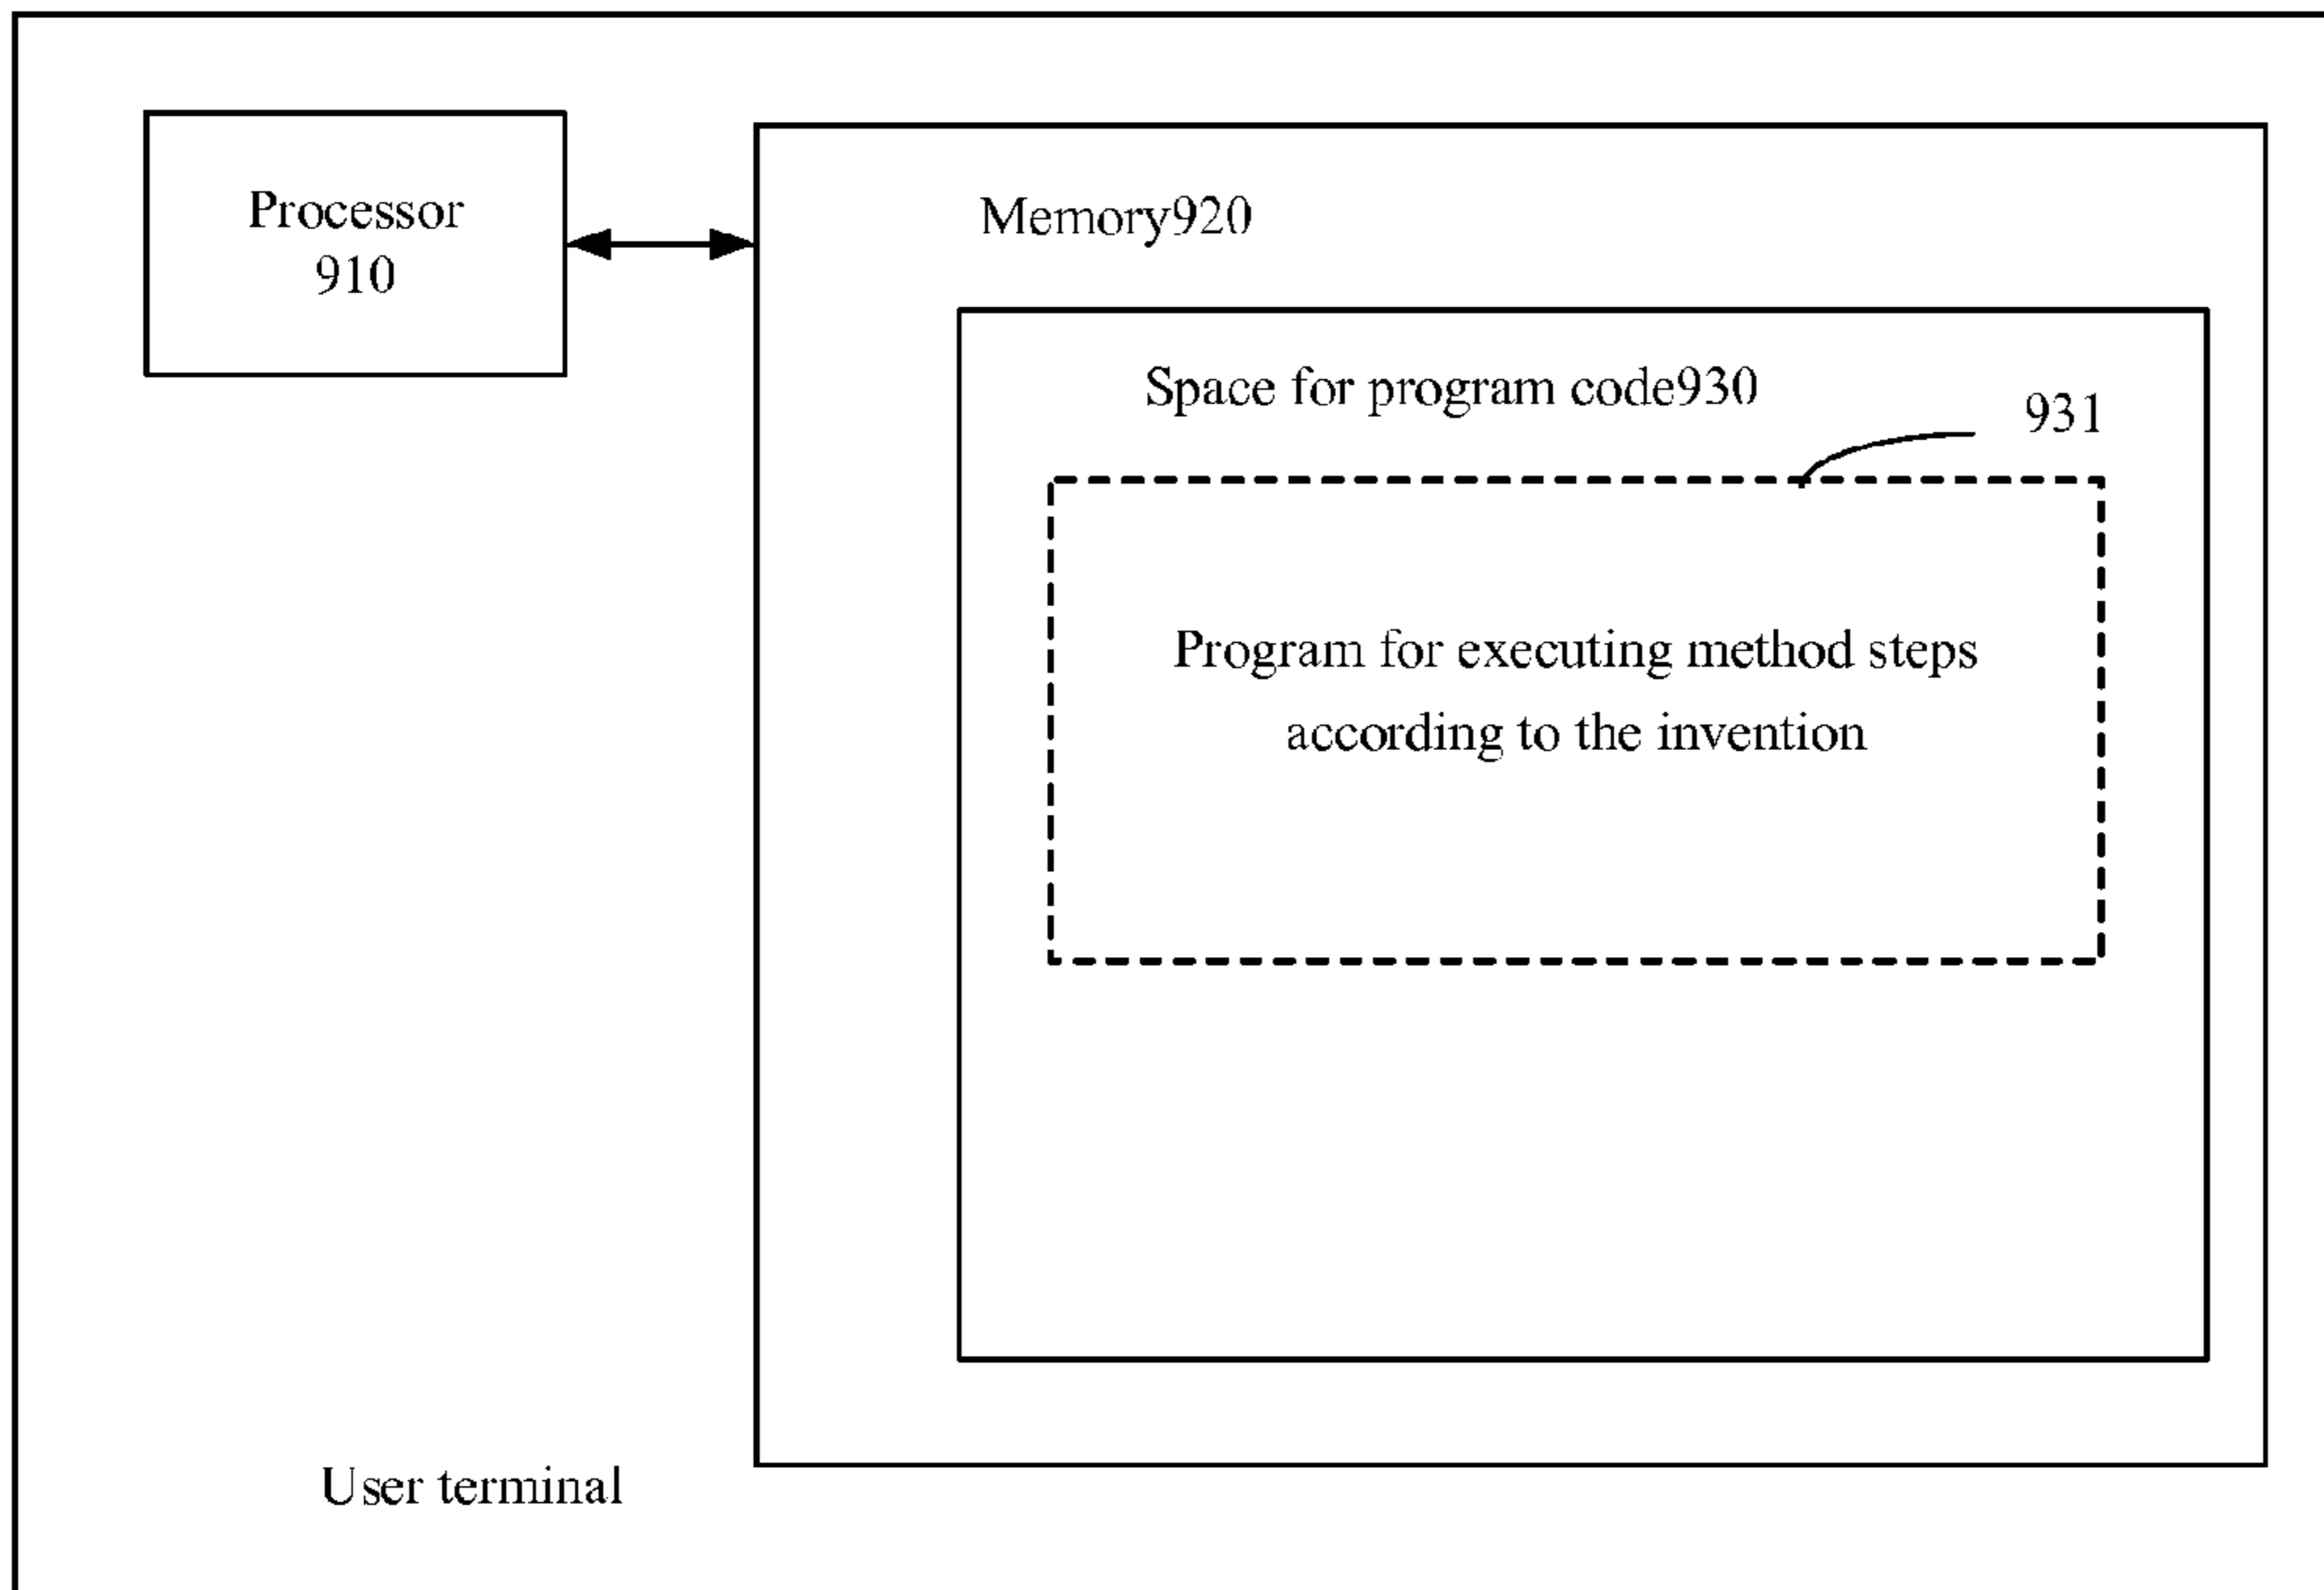 Processor
910
Memory920
Space for program code930
931
Program for executing method steps
according to the invention
User terminal